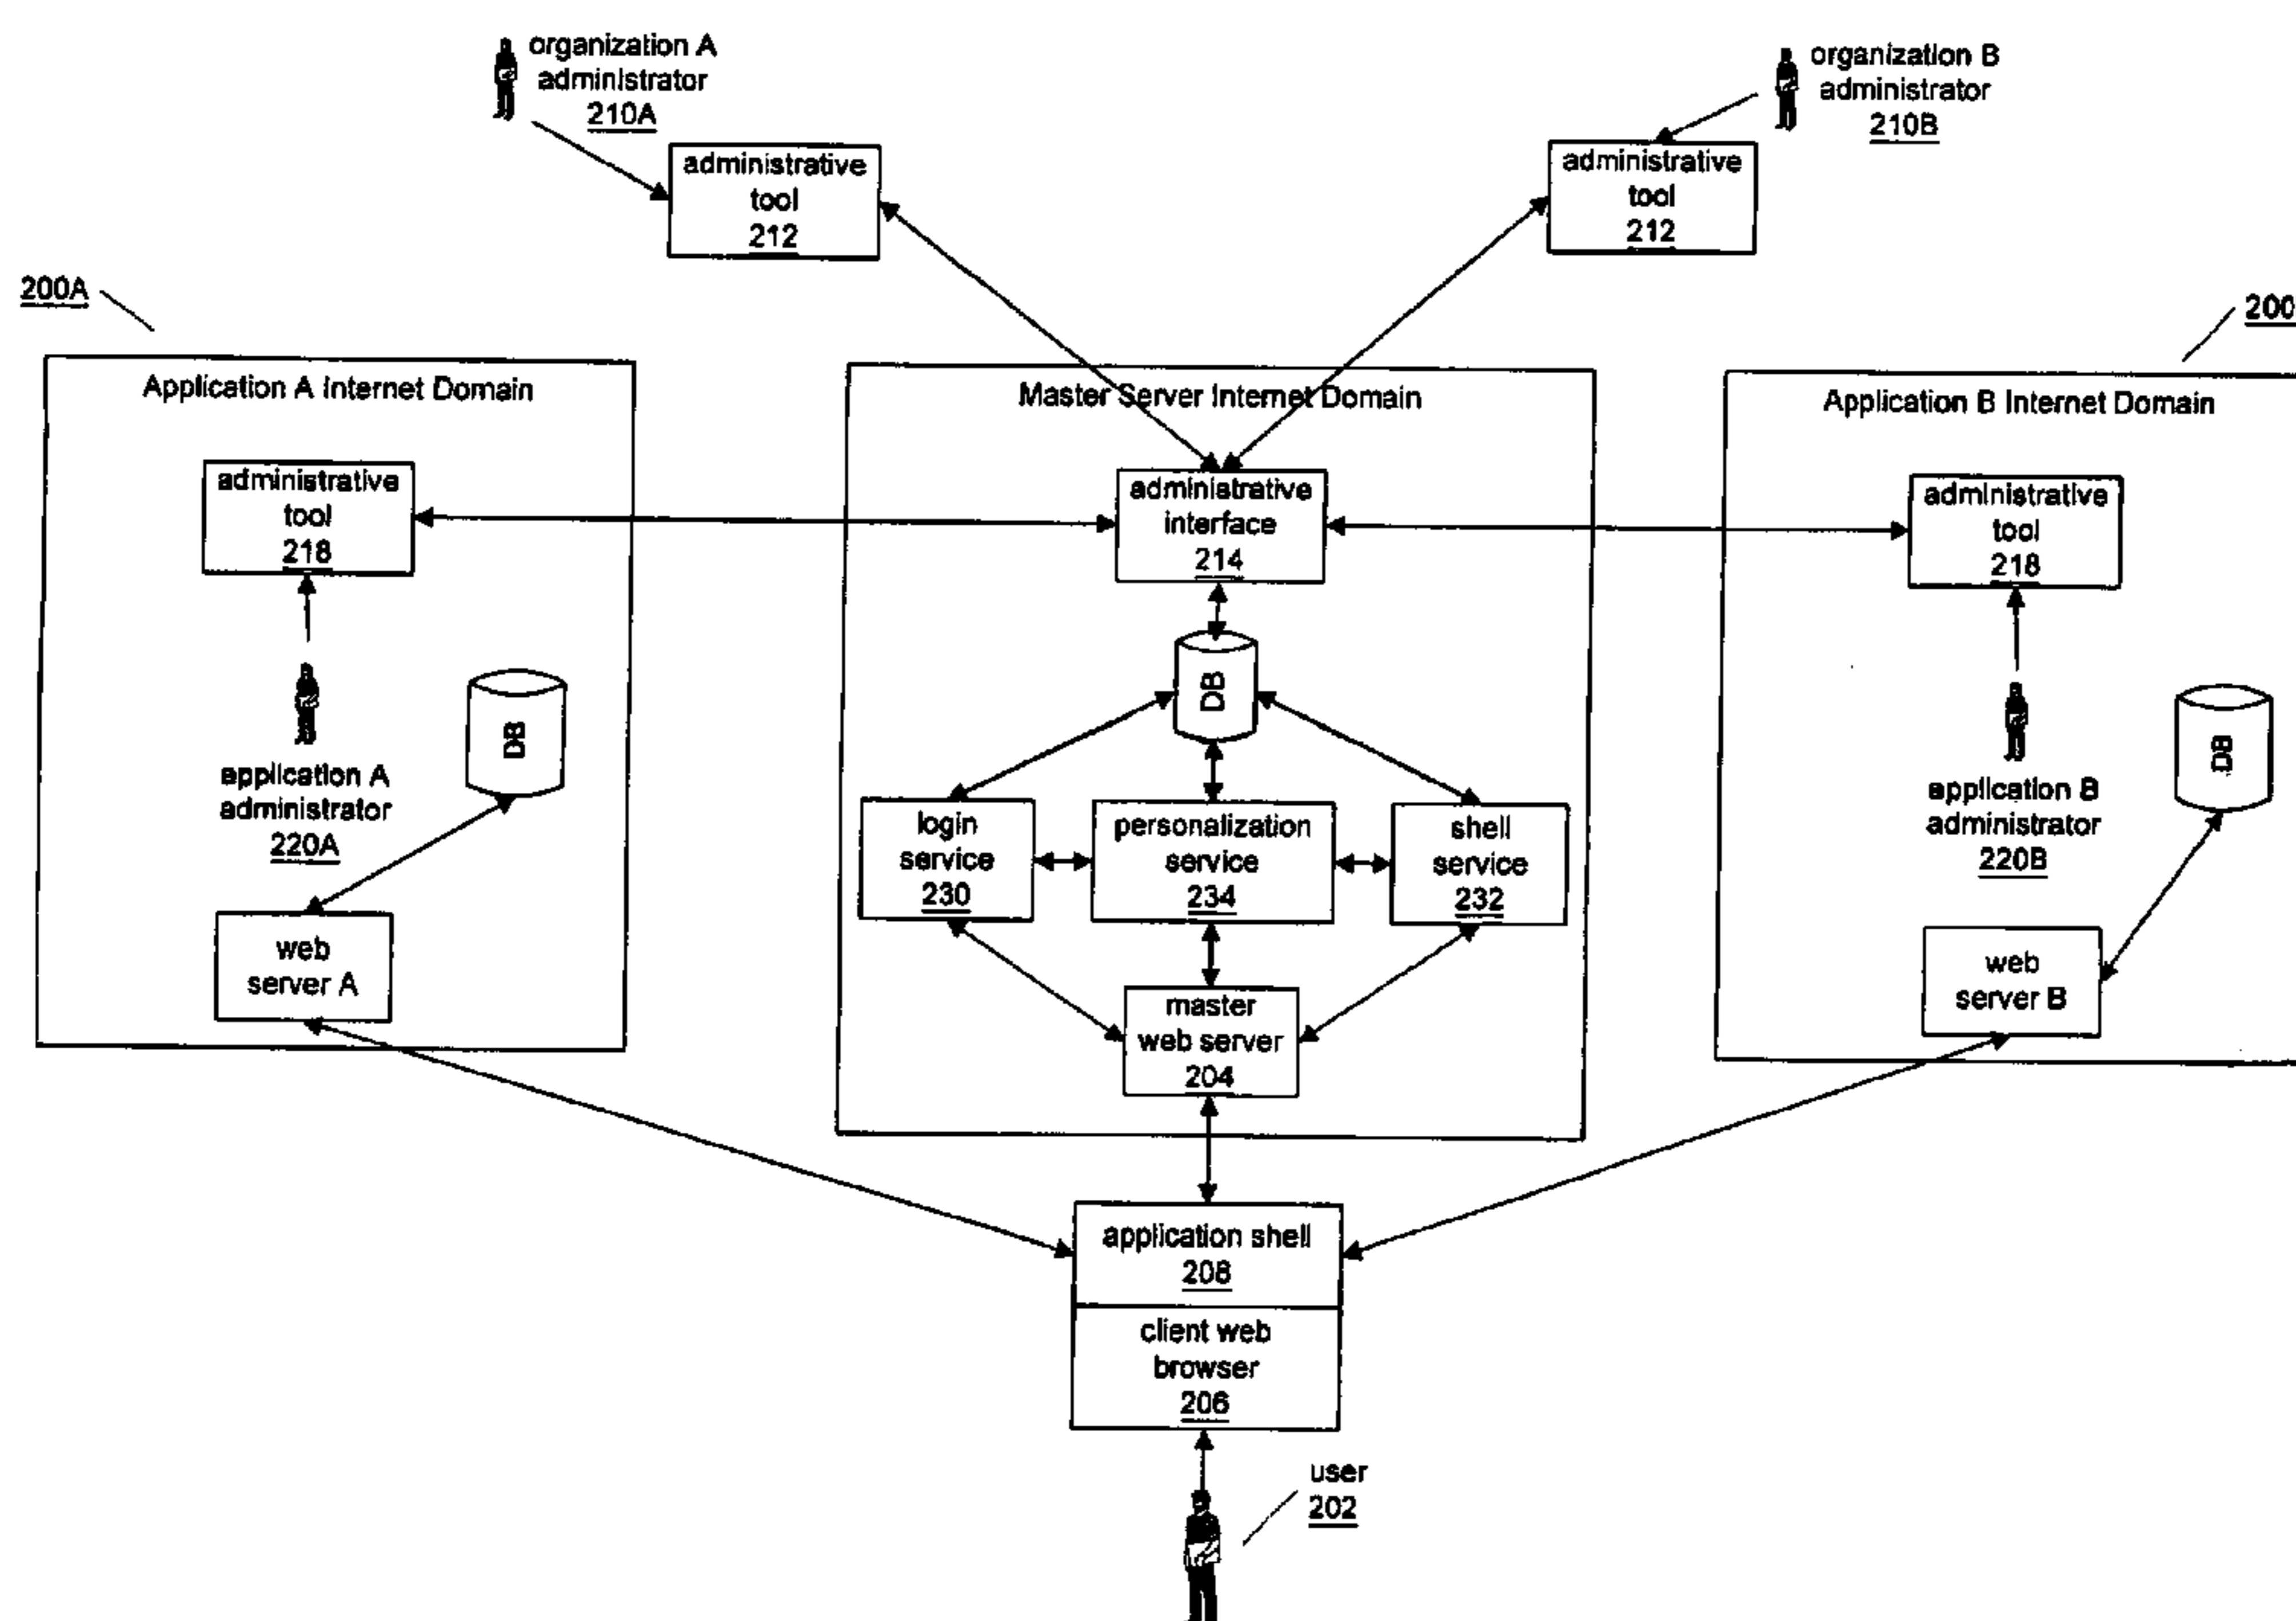 organization A
administrator
210A
organization B
administrator
210B
administrative
tool
212
administrative
tool
212
200A
200
Application A Internet Domain
Master Server Internet Domain
Application B Internet Domain
administrative
tool
218
administrative
interface
214
administrative
tool
218
DB
DB
DB
application A
administrator
220A
application B
administrator
220B
login
service
230
personalization
service
234
shell
service
232
web
server A
master
web server
204
web
server B
application shell
208
client web
browser
206
user
202